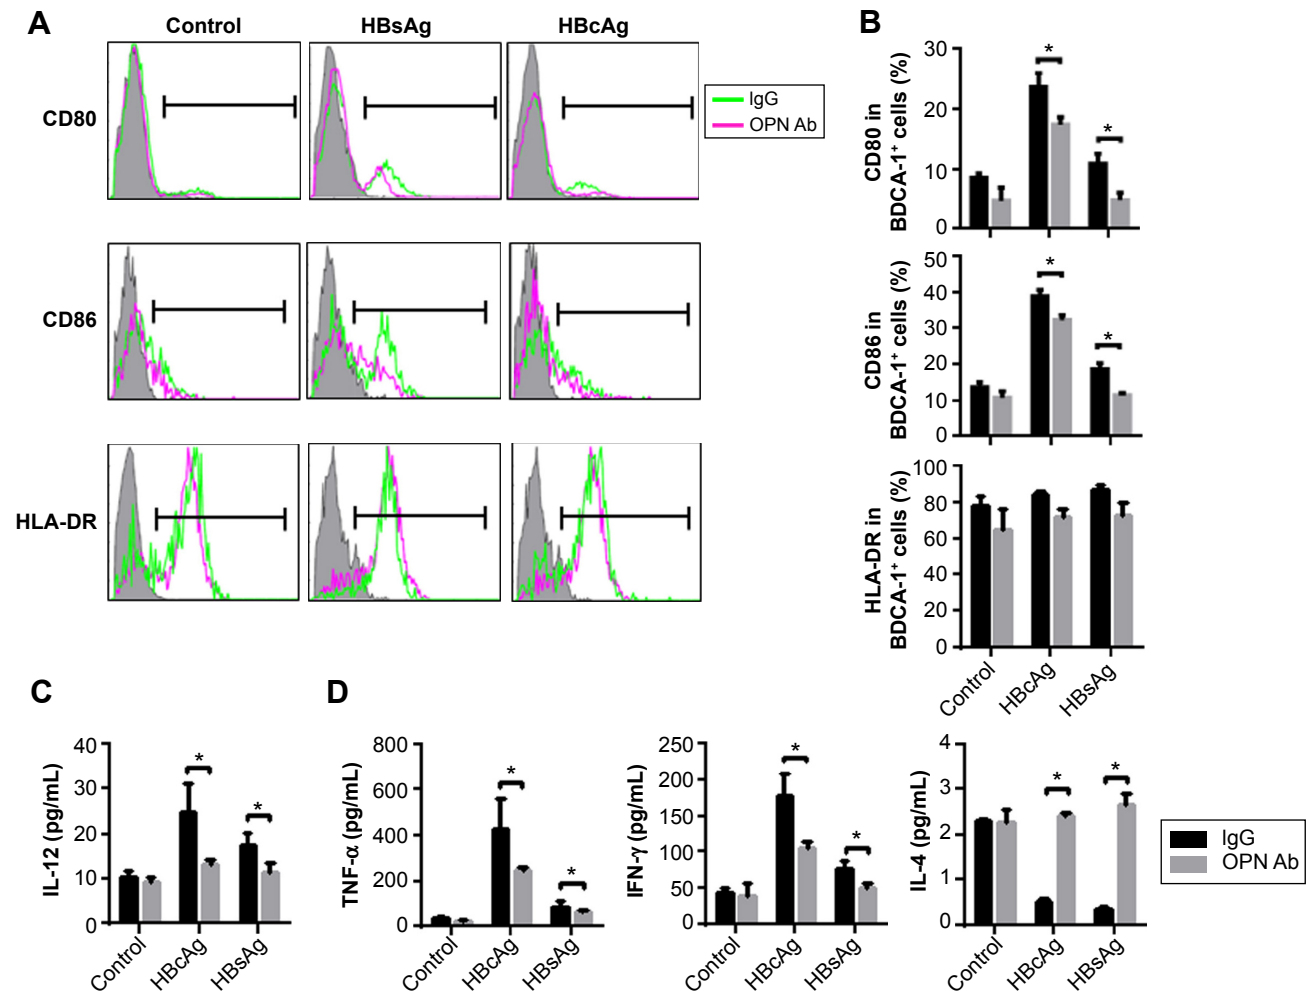 A
Control
HBsAg
HBcAg
CD80
IgG
OPN Ab
CD86
HLA-DR
B
CD80 in
BDCA-1⁺ cells (%)
30
20
10
0
*
*
CD86 in
BDCA-1⁺ cells (%)
50
40
30
20
10
0
*
*
HLA-DR in
BDCA-1⁺ cells (%)
100
80
60
40
20
0
Control
HBcAg
HBsAg
C
IL-12 (pg/mL)
40
30
20
10
0
*
*
Control
HBcAg
HBsAg
D
TNF-α (pg/mL)
800
600
400
200
0
*
*
Control
HBcAg
HBsAg
IFN-γ (pg/mL)
250
200
150
100
50
0
*
*
Control
HBcAg
HBsAg
IL-4 (pg/mL)
4
3
2
1
0
*
*
Control
HBcAg
HBsAg
IgG
OPN Ab